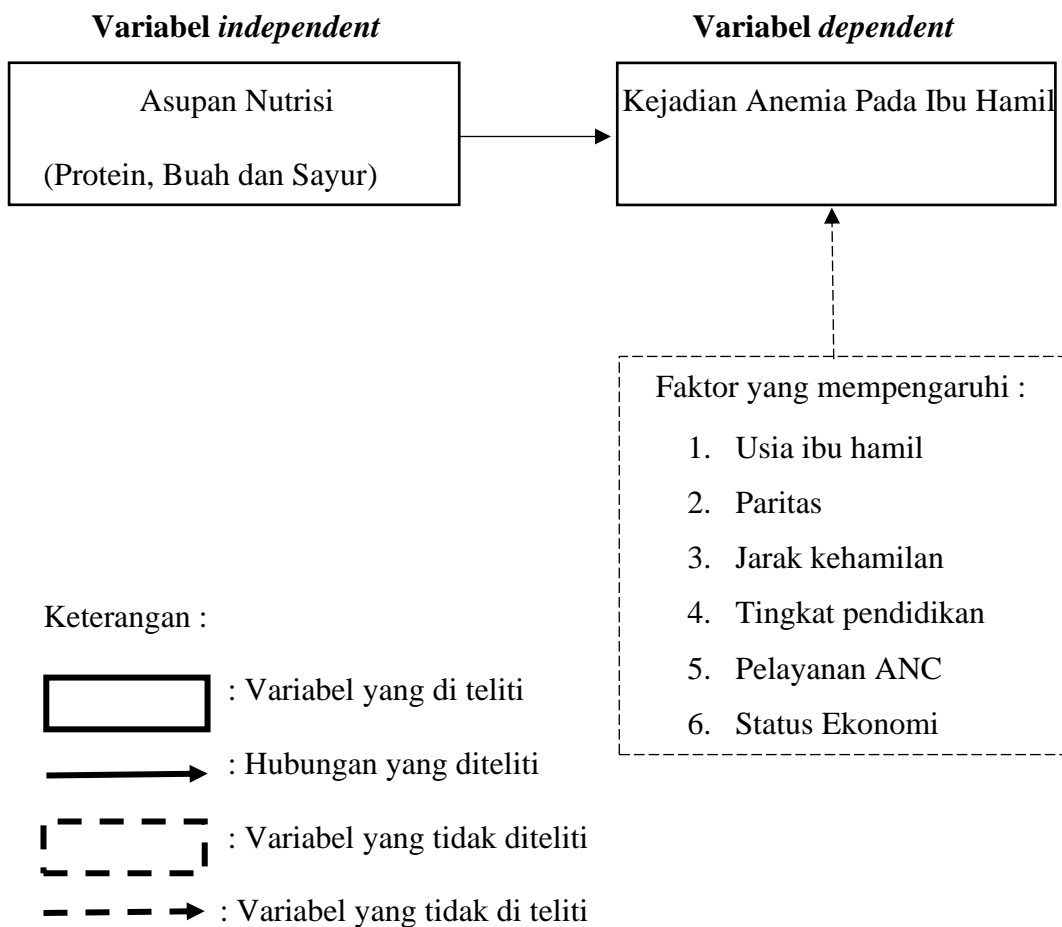 Variabel independent
Variabel dependent
Asupan Nutrisi
(Protein, Buah dan Sayur)
Kejadian Anemia Pada Ibu Hamil
Faktor yang mempengaruhi :
1. Usia ibu hamil
2. Paritas
3. Jarak kehamilan
4. Tingkat pendidikan
5. Pelayanan ANC
6. Status Ekonomi
Keterangan :
: Variabel yang di teliti
: Hubungan yang diteliti
: Variabel yang tidak diteliti
: Variabel yang tidak di teliti